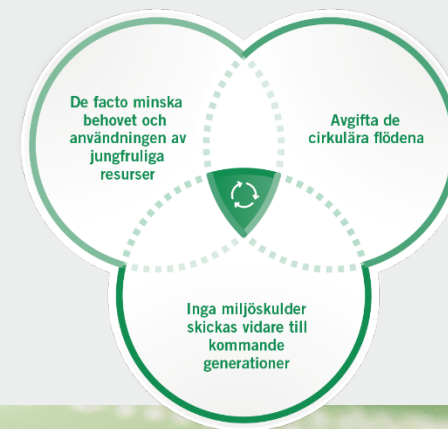 De facto minska
behovet och
användningen av
jungfruliga
resurser
Avgifta de
cirkulära flödena
Inga miljöskulder
skickas vidare till
kommande
generationer